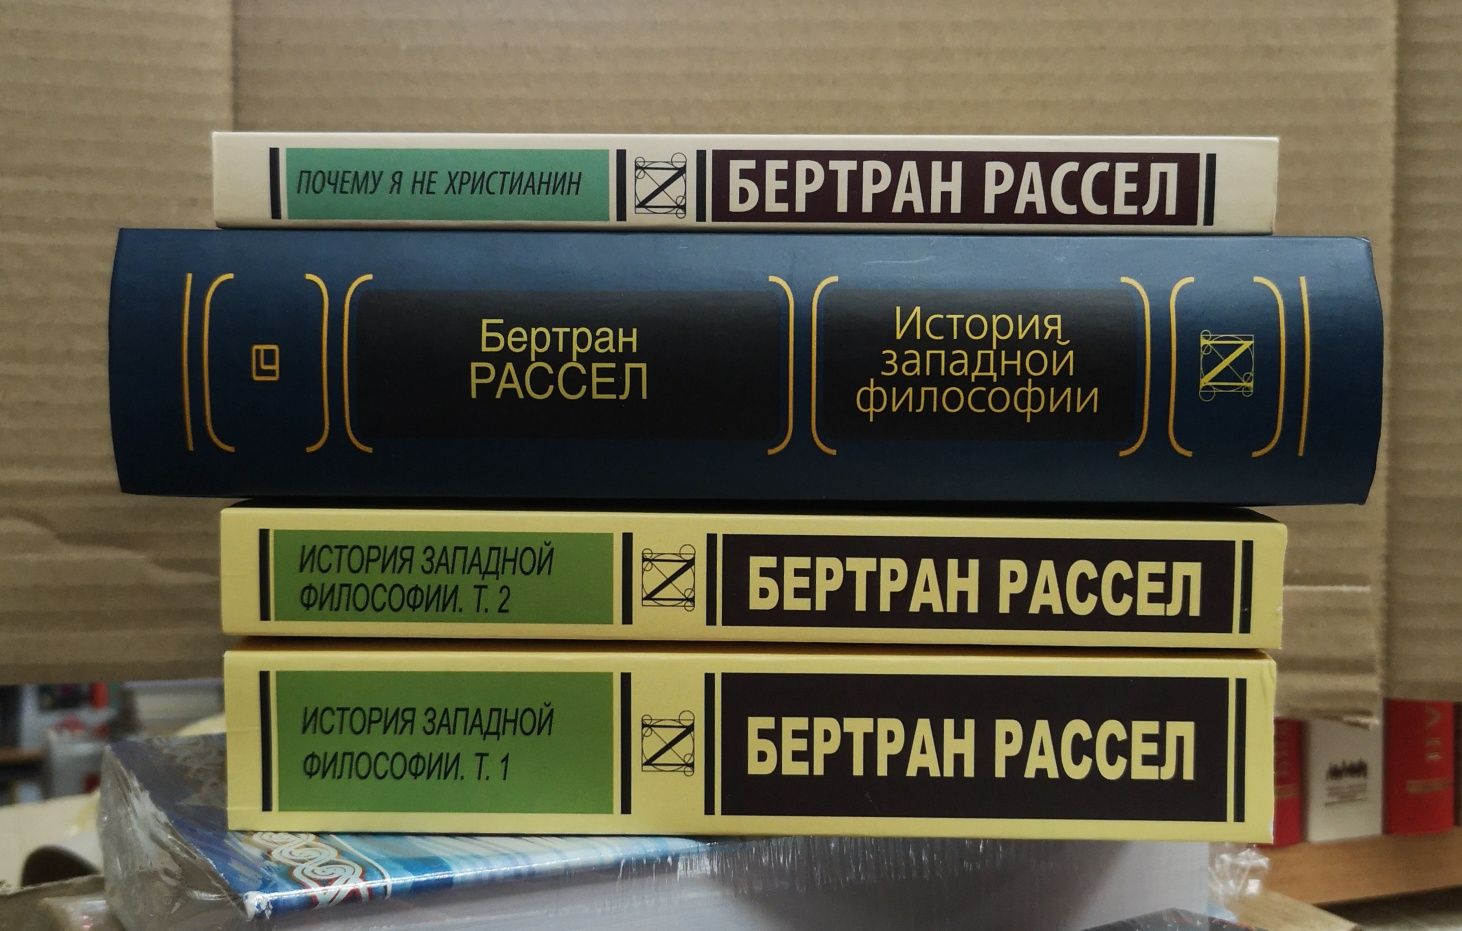 ПОЧЕМУ Я НЕ ХРИСТИАНИН
БЕРТРАН РАССЕЛ
Бертран
РАССЕЛ
История
западной
философии
ИСТОРИЯ ЗАПАДНОЙ
ФИЛОСОФИИ. Т. 2
БЕРТРАН РАССЕЛ
ИСТОРИЯ ЗАПАДНОЙ
ФИЛОСОФИИ. Т. 1
БЕРТРАН РАССЕЛ